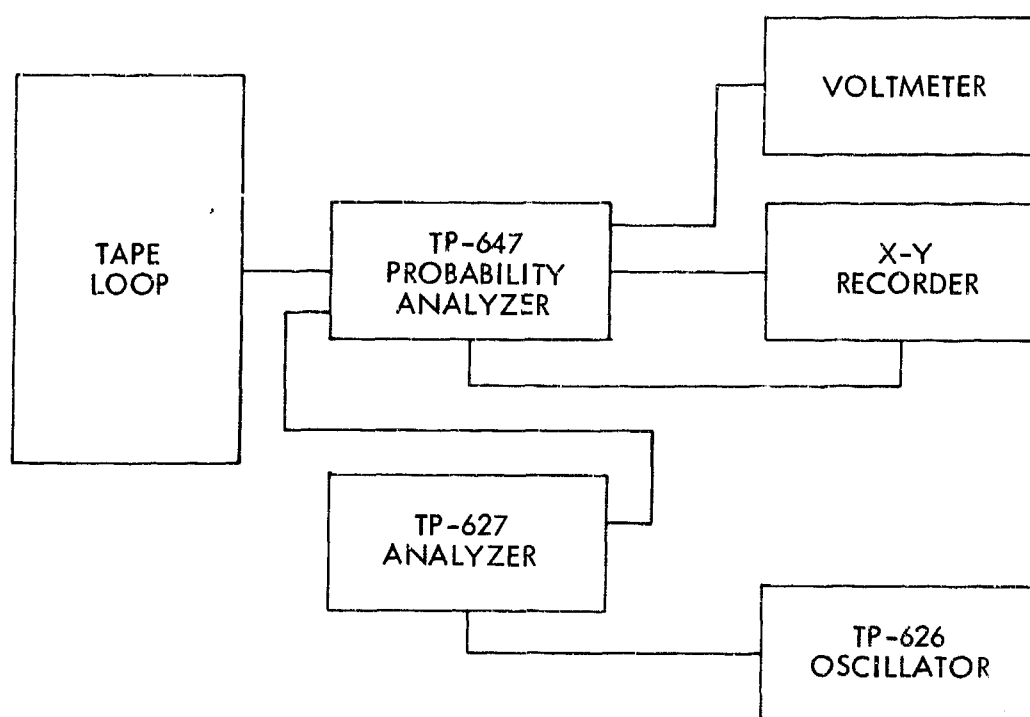 VOLTMETER
TAPE
LOOP
TP-647
PROBABILITY
ANALYZER
X-Y
RECORDER
TP-627
ANALYZER
TP-626
OSCILLATOR